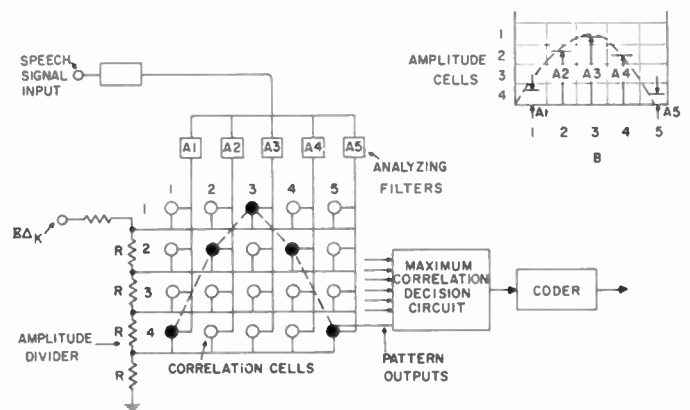 SPEECH
SIGNAL
INPUT
A1 A2 A3 A4 A5
ANALYZING
FILTERS
1 2 3 4 5
1
2
3
4
EΔK
R
R
R
R
AMPLITUDE
DIVIDER
CORRELATION CELLS
MAXIMUM
CORRELATION
DECISION
CIRCUIT
CODER
PATTERN
OUTPUTS
AMPLITUDE
CELLS
1
2
3
4
A1 A2 A3 A4 A5
1 2 3 4 5
B